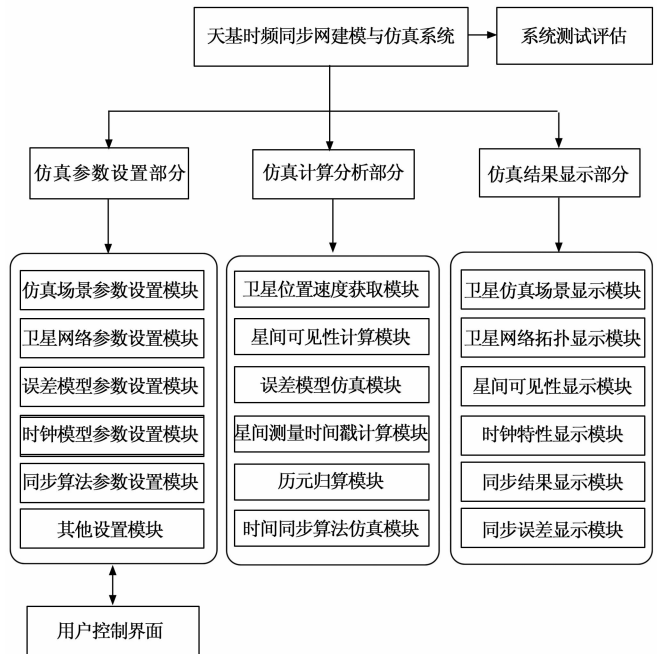 天基时频同步网建模与仿真系统
系统测试评估
仿真参数设置部分
仿真计算分析部分
仿真结果显示部分
仿真场景参数设置模块
卫星网络参数设置模块
误差模型参数设置模块
时钟模型参数设置模块
同步算法参数设置模块
其他设置模块
卫星位置速度获取模块
星间可见性计算模块
误差模型仿真模块
星间测量时间戳计算模块
历元归算模块
时间同步算法仿真模块
卫星仿真场景显示模块
卫星网络拓扑显示模块
星间可见性显示模块
时钟特性显示模块
同步结果显示模块
同步误差显示模块
用户控制界面